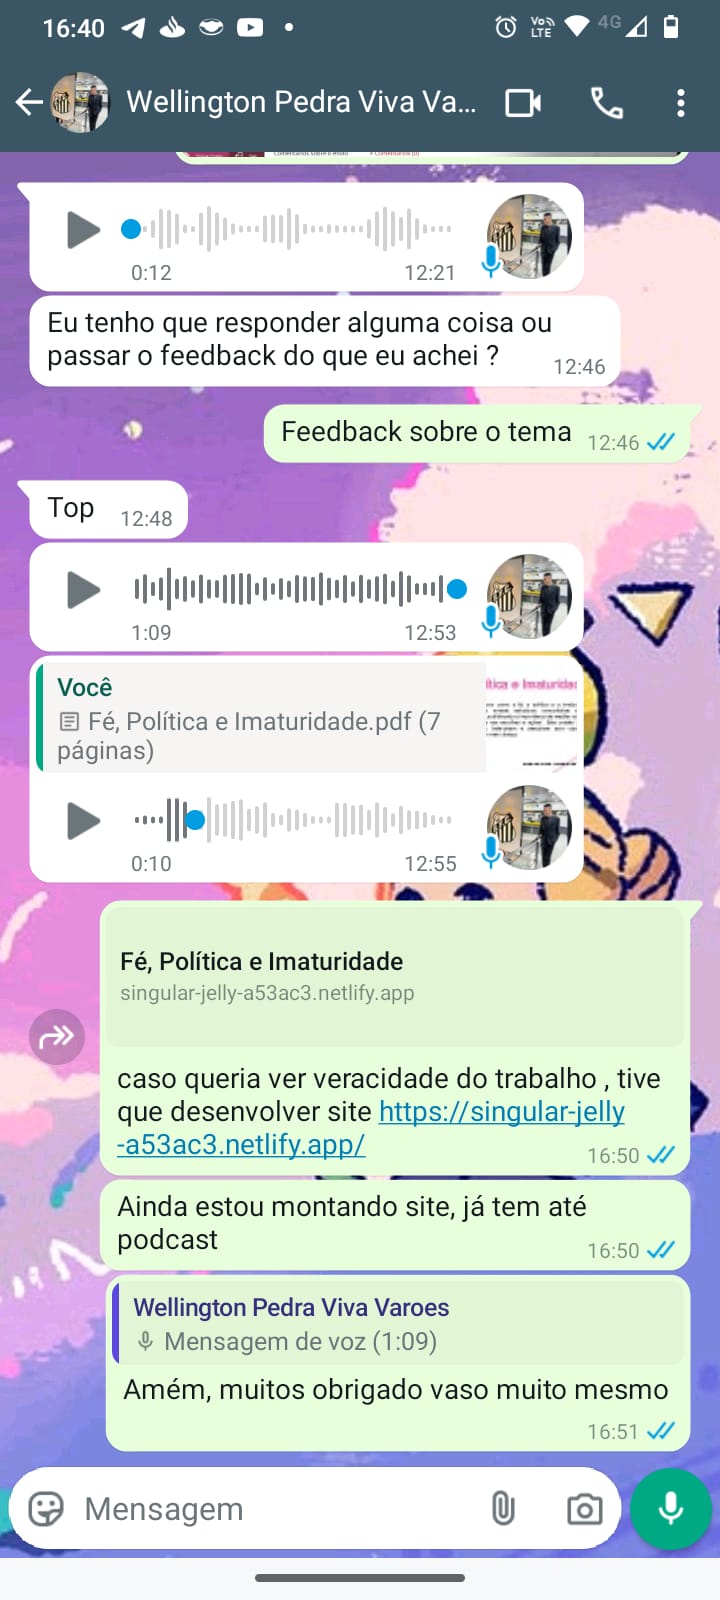 16:40
Vo))
LTE
4G
Wellington Pedra Viva Va...
0:12
12:21
Eu tenho que responder alguma coisa ou
passar o feedback do que eu achei ?
12:46
Feedback sobre o tema
12:46
Top
12:48
1:09
12:53
Você
Fé, Política e Imaturidade.pdf (7
páginas)
0:10
12:55
Fé, Política e Imaturidade
singular-jelly-a53ac3.netlify.app
caso queria ver veracidade do trabalho , tive
que desenvolver site https://singular-jelly
-a53ac3.netlify.app/
16:50
Ainda estou montando site, já tem até
podcast
16:50
Wellington Pedra Viva Varoes
Mensagem de voz (1:09)
Amém, muitos obrigado vaso muito mesmo
16:51
Mensagem